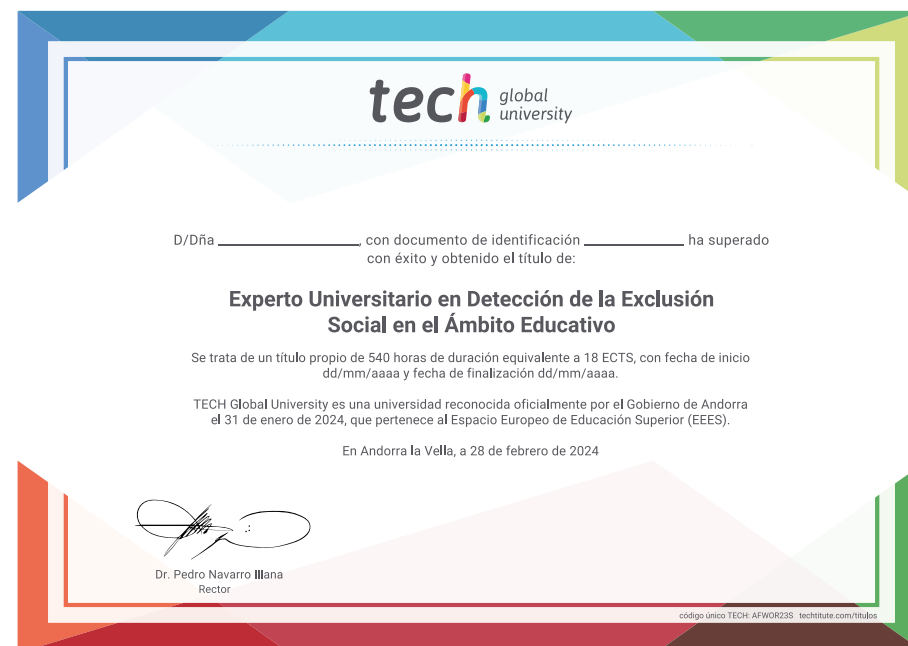 tech global university
D/Dña ____________, con documento de identificación ____________ ha superado
con éxito y obtenido el título de:
Experto Universitario en Detección de la Exclusión
Social en el Ámbito Educativo
Se trata de un título propio de 540 horas de duración equivalente a 18 ECTS, con fecha de inicio
dd/mm/aaaa y fecha de finalización dd/mm/aaaa.
TECH Global University es una universidad reconocida oficialmente por el Gobierno de Andorra
el 31 de enero de 2024, que pertenece al Espacio Europeo de Educación Superior (EEES).
En Andorra la Vella, a 28 de febrero de 2024
Dr. Pedro Navarro Illana
Rector
código único TECH: AFWOR23S techtitute.com/titulos